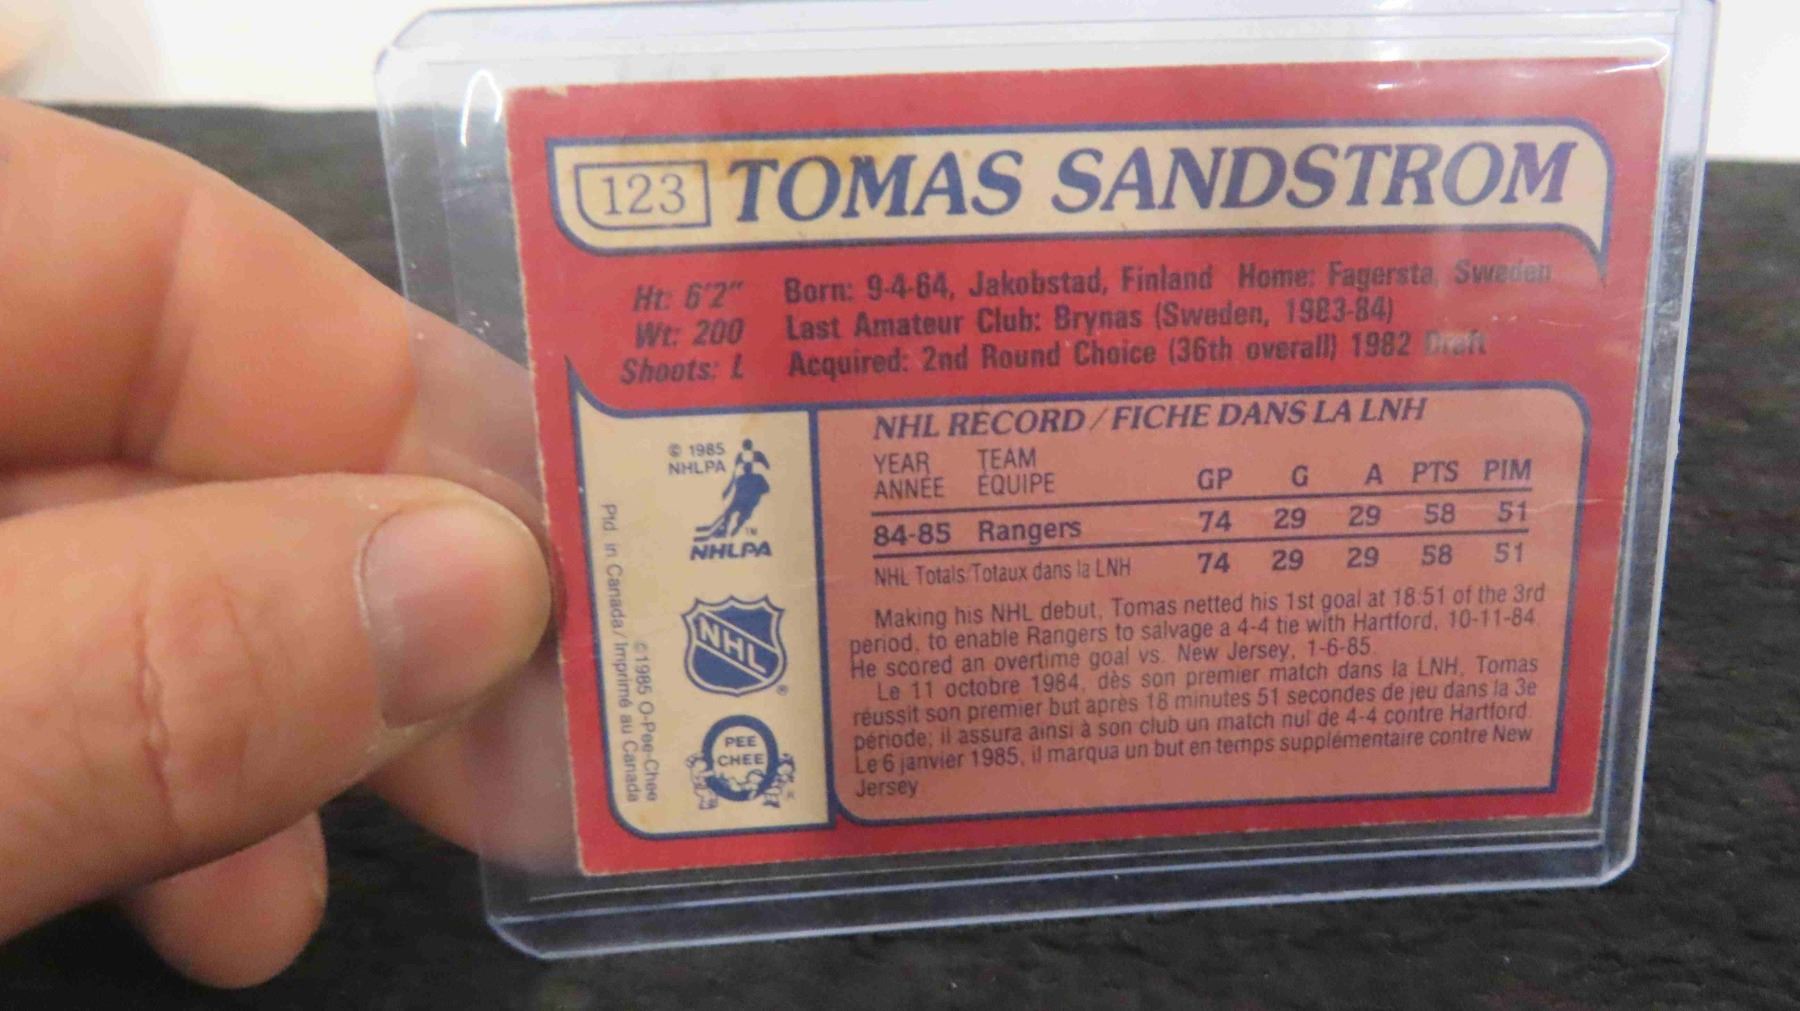 123 TOMAS SANDSTROM
Ht: 6'2" Born: 9-4-64, Jakobstad, Finland Home: Fagersta, Sweden
Wt: 200 Last Amateur Club: Brynas (Sweden, 1983-84)
Shoots: L Acquired: 2nd Round Choice (36th overall) 1982 Draft
© 1985
NHLPA
TM
NHLPA
NHL
®
PEE
CHEE
©1985 O-Pee-Chee
Ptd. in Canada/Imprimé au Canada
NHL RECORD/FICHE DANS LA LNH
YEAR TEAM
ANNÉE ÉQUIPE GP G A PTS PIM
84-85 Rangers 74 29 29 58 51
NHL Totals/Totaux dans la LNH 74 29 29 58 51
Making his NHL debut, Tomas netted his 1st goal at 18:51 of the 3rd
period, to enable Rangers to salvage a 4-4 tie with Hartford, 10-11-84.
He scored an overtime goal vs. New Jersey, 1-6-85.
Le 11 octobre 1984, dès son premier match dans la LNH, Tomas
réussit son premier but après 18 minutes 51 secondes de jeu dans la 3e
période; il assura ainsi à son club un match nul de 4-4 contre Hartford.
Le 6 janvier 1985, il marqua un but en temps supplémentaire contre New
Jersey